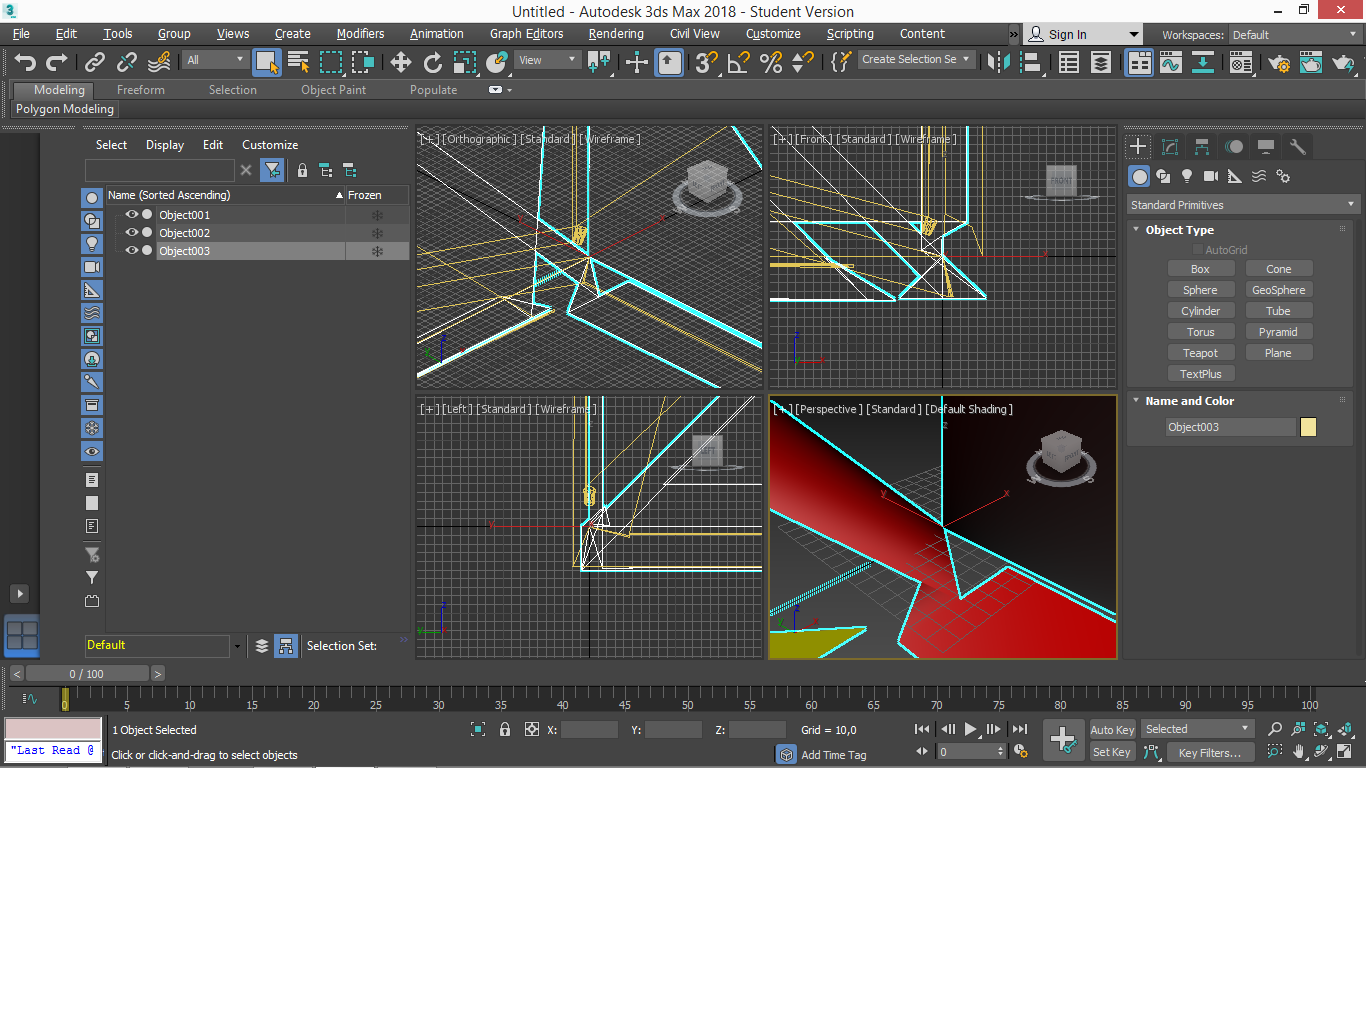 Untitled - Autodesk 3ds Max 2018 - Student Version
File Edit Tools Group Views Create Modifiers Animation Graph Editors Rendering Civil View Customize Scripting Content » Sign In Workspaces: Default
All View Create Selection Se
Modeling Freeform Selection Object Paint Populate
Polygon Modeling
Select Display Edit Customize
Name (Sorted Ascending) Frozen
Object001
Object002
Object003
Default Selection Set:
[+] [Orthographic] [Standard] [Wireframe]
[+] [Front] [Standard] [Wireframe]
FRONT
[+] [Left] [Standard] [Wireframe]
[+] [Perspective] [Standard] [Default Shading]
Standard Primitives
Object Type
AutoGrid
Box Cone
Sphere GeoSphere
Cylinder Tube
Torus Pyramid
Teapot Plane
TextPlus
Name and Color
Object003
< 0 / 100 >
0 5 10 15 20 25 30 35 40 45 50 55 60 65 70 75 80 85 90 95 100
1 Object Selected X: Y: Z: Grid = 10,0 Auto Key Selected
"Last Read @ Click or click-and-drag to select objects Add Time Tag 0 Set Key Key Filters...